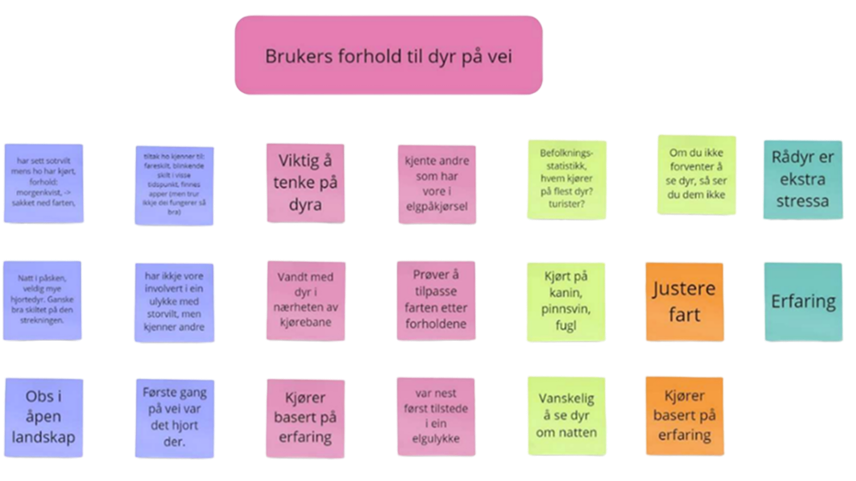 Brukers forhold til dyr på vei
har sett sotrvilt
mens ho har kjørt,
forhold:
morgenkvist, ->
sakket ned farten,
tiltak ho kjenner til:
fareskilt, blinkende
skilt i visse
tidspunkt, finnes
apper (men trur
ikkje dei fungerer så
bra)
Viktig å
tenke på
dyra
kjente andre
som har
vore i
elgpåkjørsel
Befolknings-
statistikk,
hvem kjører
på flest dyr?
turister?
Om du ikke
forventer å
se dyr, så ser
du dem ikke
Rådyr er
ekstra
stressa
Natt i påsken,
veldig mye
hjortedyr. Ganske
bra skiltet på den
strekningen.
har ikkje vore
involvert i ein
ulykke med
storvilt, men
kjenner andre
Vandt med
dyr i
nærheten av
kjørebane
Prøver å
tilpasse
farten etter
forholdene
Kjørt på
kanin,
pinnsvin,
fugl
Justere
fart
Erfaring
Obs i
åpen
landskap
Første gang
på vei var
det hjort
der.
Kjører
basert på
erfaring
var nest
først tilstede
i ein
elgulykke
Vanskelig
å se dyr
om natten
Kjører
basert på
erfaring